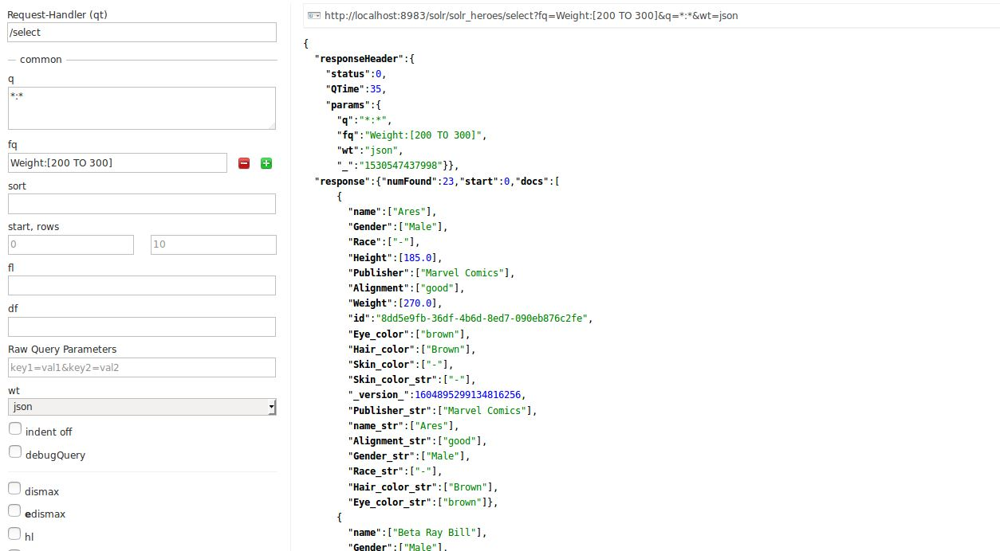 Request-Handler (qt)
/select
common
q
*:*
fq
Weight:[200 TO 300]
sort
start, rows
0 10
fl
df
Raw Query Parameters
key1=val1&key2=val2
wt
json
indent off
debugQuery
dismax
edismax
hl
http://localhost:8983/solr/solr_heroes/select?fq=Weight:[200 TO 300]&q=*:*&wt=json
{
"responseHeader":{
"status":0,
"QTime":35,
"params":{
"q":"*:*",
"fq":"Weight:[200 TO 300]",
"wt":"json",
"_":"1530547437998"}},
"response":{"numFound":23,"start":0,"docs":[
{
"name":["Ares"],
"Gender":["Male"],
"Race":["-"],
"Height":[185.0],
"Publisher":["Marvel Comics"],
"Alignment":["good"],
"Weight":[270.0],
"id":"8dd5e9fb-36df-4b6d-8ed7-090eb876c2fe",
"Eye_color":["brown"],
"Hair_color":["Brown"],
"Skin_color":["-"],
"Skin_color_str":["-"],
"_version_":1604895299134816256,
"Publisher_str":["Marvel Comics"],
"name_str":["Ares"],
"Alignment_str":["good"],
"Gender_str":["Male"],
"Race_str":["-"],
"Hair_color_str":["Brown"],
"Eye_color_str":["brown"]},
{
"name":["Beta Ray Bill"],
"Gender":["Male"],